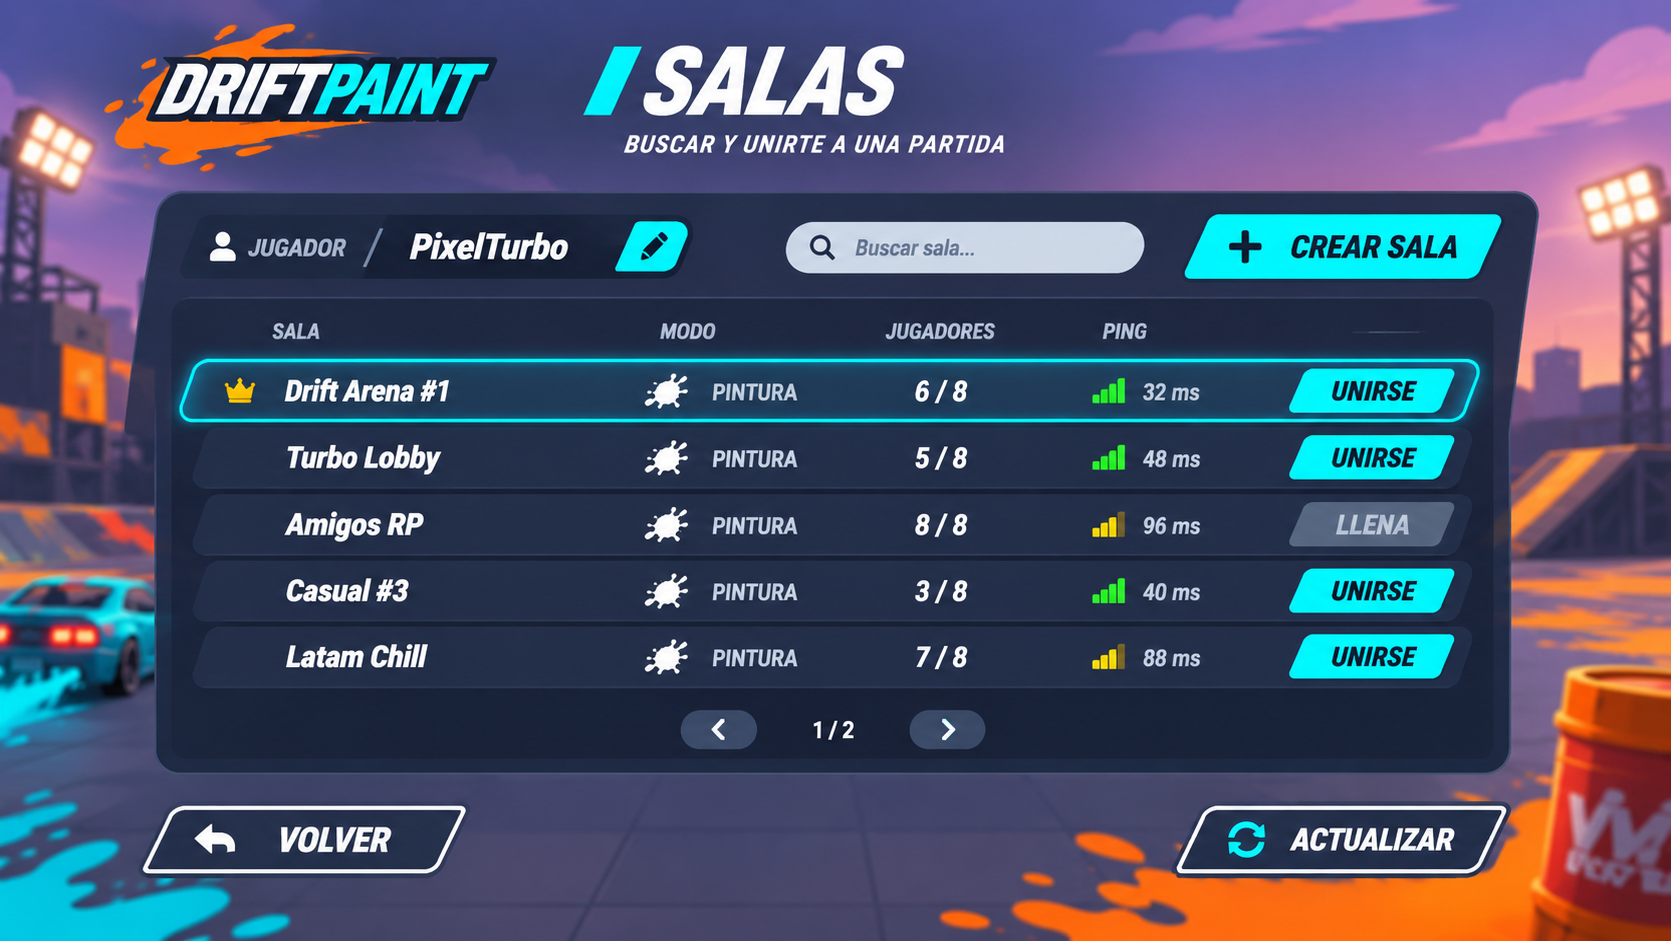 DRIFTPAINT
SALAS
BUSCAR Y UNIRTE A UNA PARTIDA
JUGADOR / PixelTurbo
Buscar sala...
+ CREAR SALA
SALA MODO JUGADORES PING
Drift Arena #1 PINTURA 6 / 8 32 ms UNIRSE
Turbo Lobby PINTURA 5 / 8 48 ms UNIRSE
Amigos RP PINTURA 8 / 8 96 ms LLENA
Casual #3 PINTURA 3 / 8 40 ms UNIRSE
Latam Chill PINTURA 7 / 8 88 ms UNIRSE
< 1 / 2 >
VOLVER
ACTUALIZAR